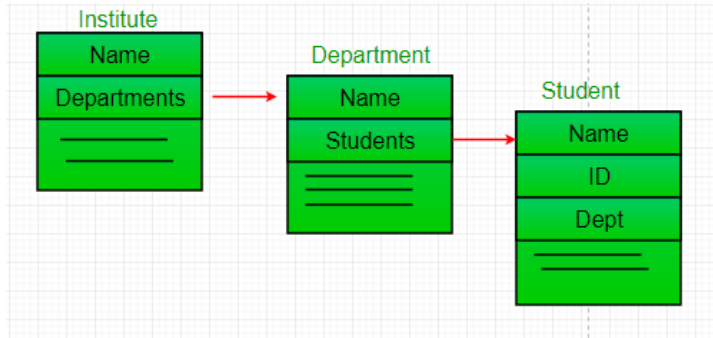 Institute
Name
Departments
Department
Name
Students
Student
Name
ID
Dept